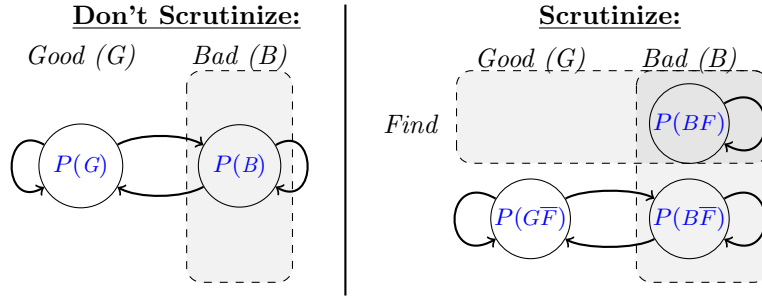 Don't Scrutinize:
Good (G) Bad (B)
P(G) P(B)
Scrutinize:
Good (G) Bad (B)
Find P(BF)
P(GF̅) P(BF̅)